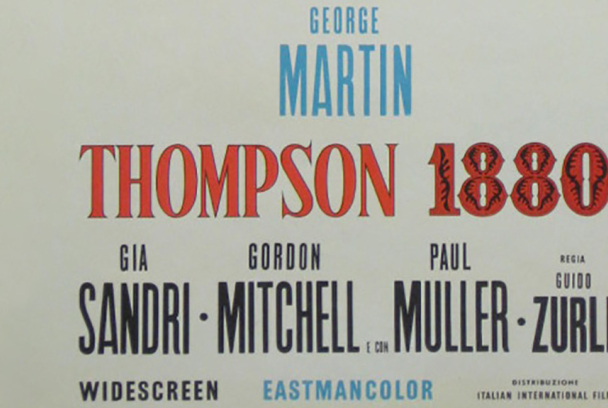 GEORGE
MARTIN
THOMPSON 1880
GIA GORDON PAUL REGIA
GUIDO
SANDRI · MITCHELL E CON MULLER · ZURLI
WIDESCREEN EASTMANCOLOR DISTRIBUZIONE
ITALIAN INTERNATIONAL FIL